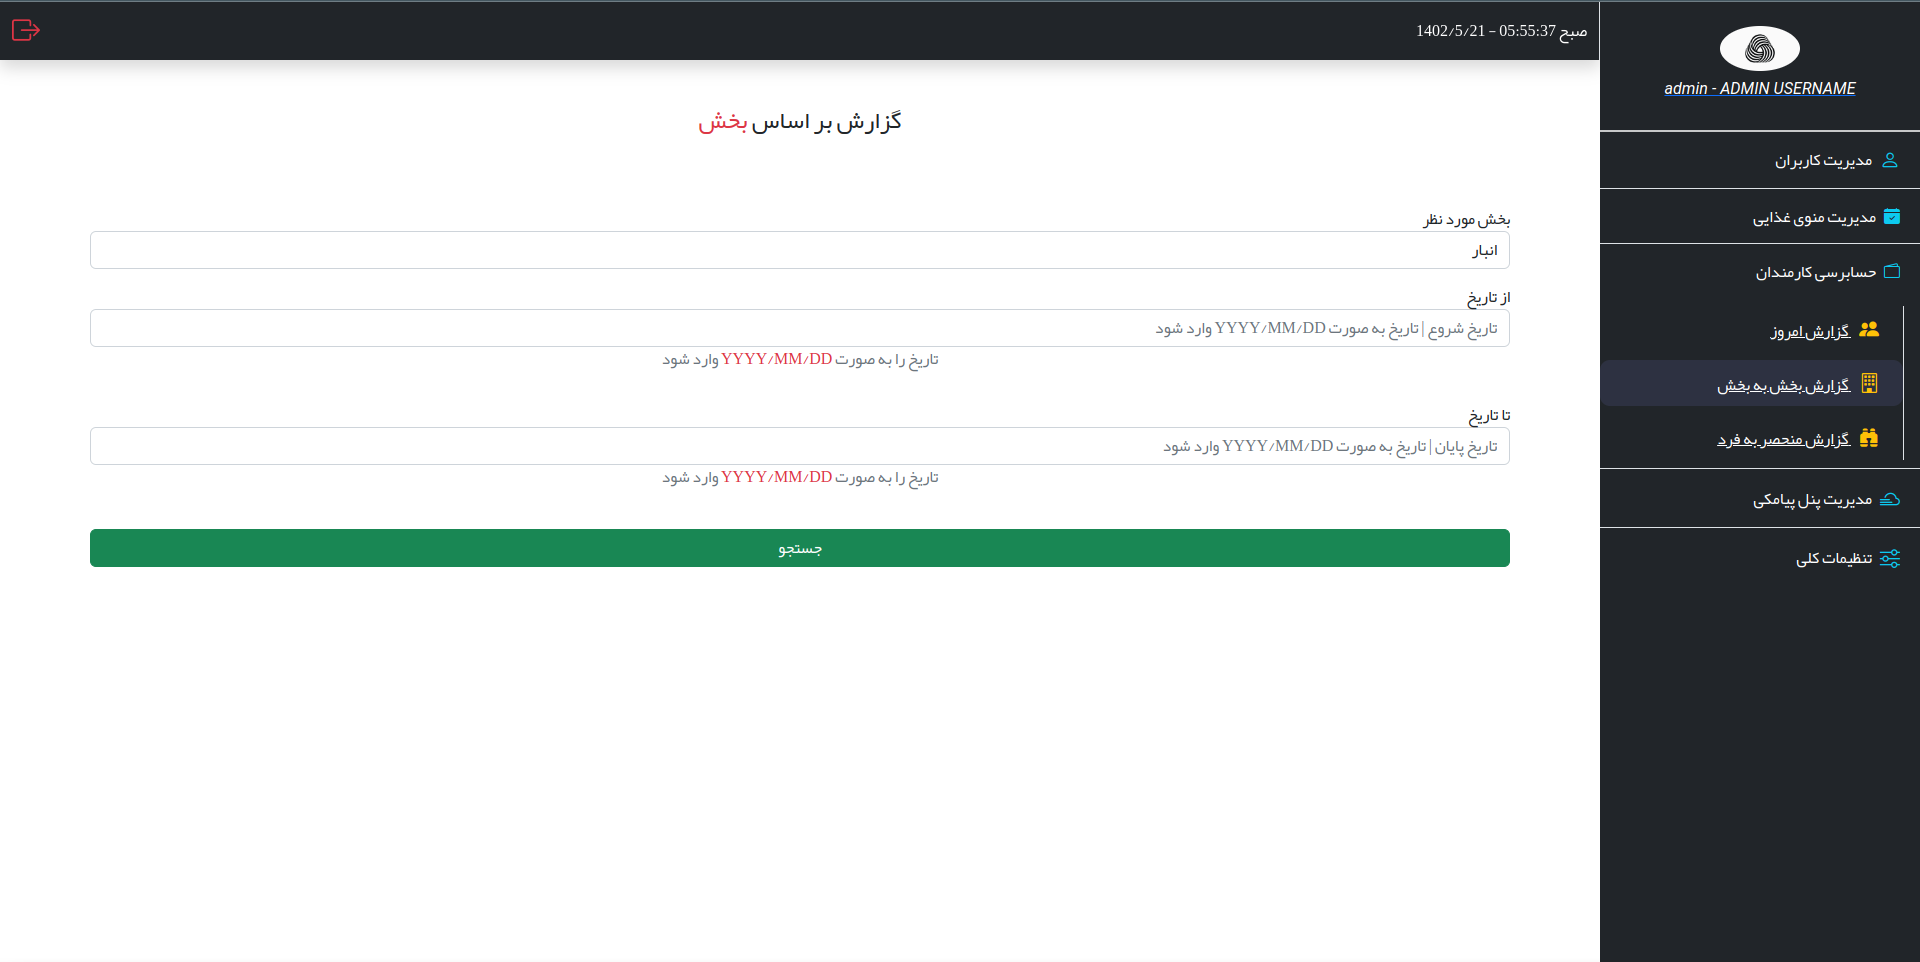 صبح 05:55:37 - 1402/5/21
admin - ADMIN USERNAME
مدیریت کاربران
مدیریت منوی غذایی
حسابرسی کارمندان
گزارش امروز
گزارش بخش به بخش
گزارش منحصر به فرد
مدیریت پنل پیامکی
تنظیمات کلی
گزارش بر اساس بخش
بخش مورد نظر
انبار
از تاریخ
تاریخ شروع | تاریخ به صورت YYYY/MM/DD وارد شود
تاریخ را به صورت YYYY/MM/DD وارد شود
تا تاریخ
تاریخ پایان | تاریخ به صورت YYYY/MM/DD وارد شود
تاریخ را به صورت YYYY/MM/DD وارد شود
جستجو